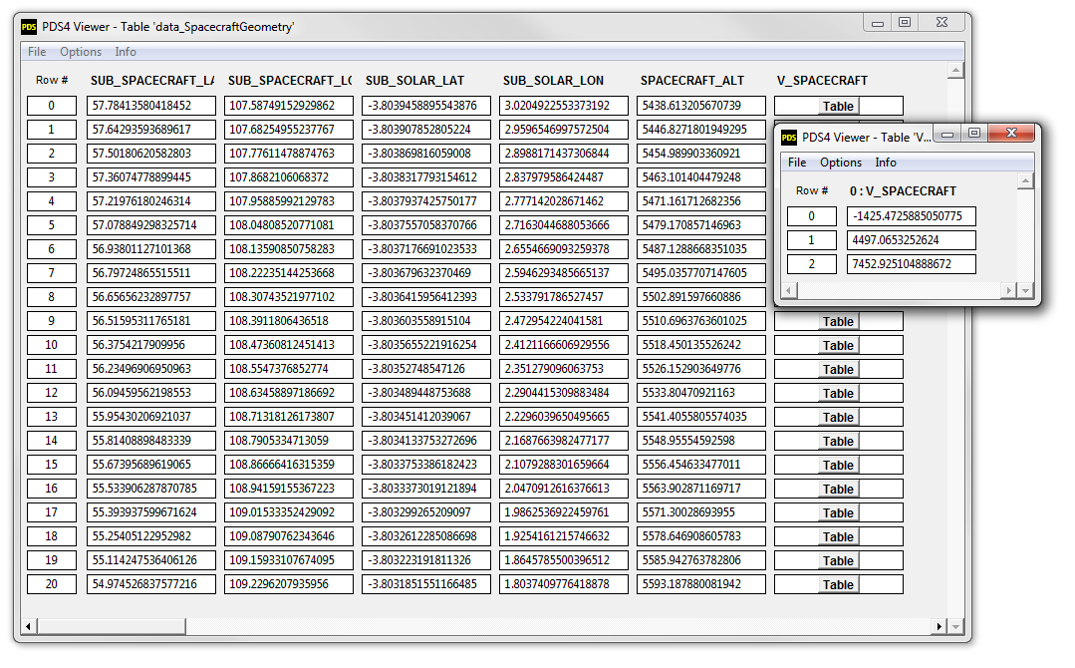 PDS PDS4 Viewer - Table 'data_SpacecraftGeometry'
File Options Info
Row # SUB_SPACECRAFT_LA SUB_SPACECRAFT_LO SUB_SOLAR_LAT SUB_SOLAR_LON SPACECRAFT_ALT V_SPACECRAFT
0 57.78413580418452 107.58749152929862 -3.8039458895543876 3.0204922553373192 5438.613205670739 Table
1 57.64293593689617 107.68254955237767 -3.803907852805224 2.9596546997572504 5446.8271801949295
2 57.50180620582803 107.77611478874763 -3.803869816059008 2.8988171437306844 5454.989903360921
3 57.36074778899445 107.8682106068372 -3.8038317793154612 2.837979586424487 5463.101404479248
4 57.21976180246314 107.95885992129783 -3.8037937425750177 2.777142028671462 5471.161712682356
5 57.078849298325714 108.04808520771081 -3.8037557058370766 2.7163044688053666 5479.170857146963
6 56.93801127101368 108.13590850758283 -3.8037176691023533 2.6554669093259378 5487.1288668351035
7 56.79724865515511 108.22235144253668 -3.803679632370469 2.594629348566513​7 5495.0357707147605
8 56.65656232897757 108.30743521977102 -3.8036415956412393 2.533791786527457 5502.891597660886
9 56.51595311765181 108.3911806436518 -3.803603558915104 2.472954224041581 5510.6963763601025 Table
10 56.3754217909956 108.47360812451413 -3.8035655221916254 2.4121166606929556 5518.450135526242 Table
11 56.23496906950963 108.5547376852774 -3.80352748547126 2.351279096063753 5526.152903649776 Table
12 56.09459562198553 108.63458897186692 -3.803489448753688 2.2904415309883484 5533.80470921163 Table
13 55.95430206921037 108.71318126173807 -3.803451412039067 2.2296039650495665 5541.4055805574035 Table
14 55.81408898483339 108.7905334713059 -3.8034133753272696 2.1687663982477177 5548.95554592598 Table
15 55.67395689619065 108.86666416315359 -3.8033753386182423 2.1079288301659664 5556.454633477011 Table
16 55.533906287870785 108.94159155367223 -3.8033373019121894 2.0470912616376613 5563.902871169717 Table
17 55.393937599671624 109.01533352429092 -3.803299265209097 1.9862536922459761 5571.30028693955 Table
18 55.25405122952982 109.08790762343646 -3.8032612285086698 1.9254161215746632 5578.646908605783 Table
19 55.114247536406126 109.15933107674095 -3.803223191811326 1.8645785500396512 5585.942763782806 Table
20 54.974526837577216 109.2296207935956 -3.8031851551166485 1.8037409776418878 5593.187880081942 Table
PDS PDS4 Viewer - Table 'V...
File Options Info
Row # 0 : V_SPACECRAFT
0 -1425.4725885050775
1 4497.0653252624
2 7452.925104888672